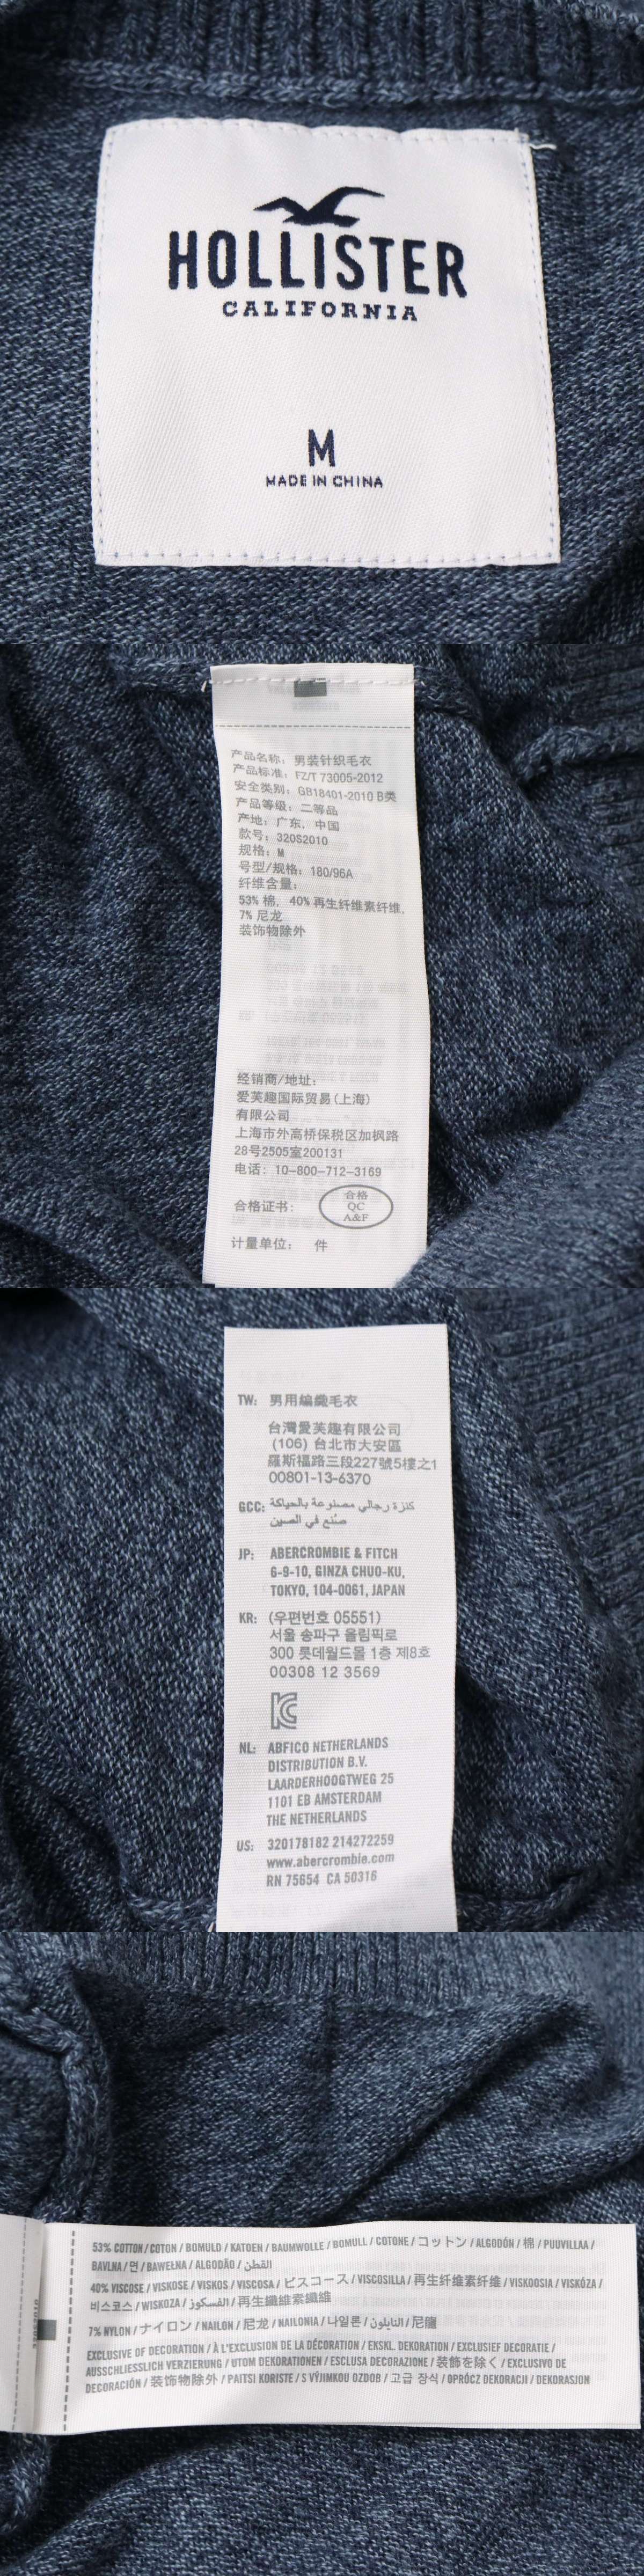 HOLLISTER
CALIFORNIA
M
MADE IN CHINA
产品名称：男装针织毛衣
产品标准：FZ/T 73005-2012
安全类别：GB18401-2010 B类
产品等级：二等品
产地：广东，中国
款号：320S2010
规格：M
号型/规格：180/96A
纤维含量：
53% 棉，40% 再生纤维素纤维，
7% 尼龙
装饰物除外
经销商/地址：
爱芙趣国际贸易(上海)
有限公司
上海市外高桥保税区加枫路
28号2505室200131
电话：10-800-712-3169
合格证书：
合格
QC
A&F
计量单位： 件
TW: 男用編織毛衣
台灣愛芙趣有限公司
(106) 台北市大安區
羅斯福路三段227號5樓之1
00801-13-6370
GCC: كنزة رجالي مصنوعة بالحياكة
صُنع في الصين
JP: ABERCROMBIE & FITCH
6-9-10, GINZA CHUO-KU,
TOKYO, 104-0061, JAPAN
KR: (우편번호 05551)
서울 송파구 올림픽로
300 롯데월드몰 1층 제8호
00308 12 3569
NL: ABFICO NETHERLANDS
DISTRIBUTION B.V.
LAARDERHOOGTWEG 25
1101 EB AMSTERDAM
THE NETHERLANDS
US: 320178182 214272259
www.abercrombie.com
RN 75654 CA 50316
53% COTTON / COTON / BOMULD / KATOEN / BAUMWOLLE / BOMULL / COTONE / コットン / ALGODÓN / 棉 / PUUVILLAA /
BAVLNA / 면 / BAWEŁNA / ALGODÃO / القطن
40% VISCOSE / VISKOSE / VISKOS / VISCOSA / ビスコース / VISCOSILLA / 再生纤维素纤维 / VISKOOSIA / VISKÓZA /
비스코스 / WISKOZA / الفسكوز / 再生纖維素纖維
7% NYLON / ナイロン / NAILON / 尼龙 / NAILONIA / 나일론 / النايلون / 尼龍
EXCLUSIVE OF DECORATION / À L'EXCLUSION DE LA DÉCORATION / EKSKL. DEKORATION / EXCLUSIEF DECORATIE /
AUSSCHLIESSLICH VERZIERUNG / UTOM DEKORATIONEN / ESCLUSA DECORAZIONE / 装飾を除く / EXCLUSIVO DE
DECORACIÓN / 装饰物除外 / PAITSI KORISTE / S VÝJIMKOU OZDOB / 고급 장식 / OPRÓCZ DEKORACJI / DEKORASJON